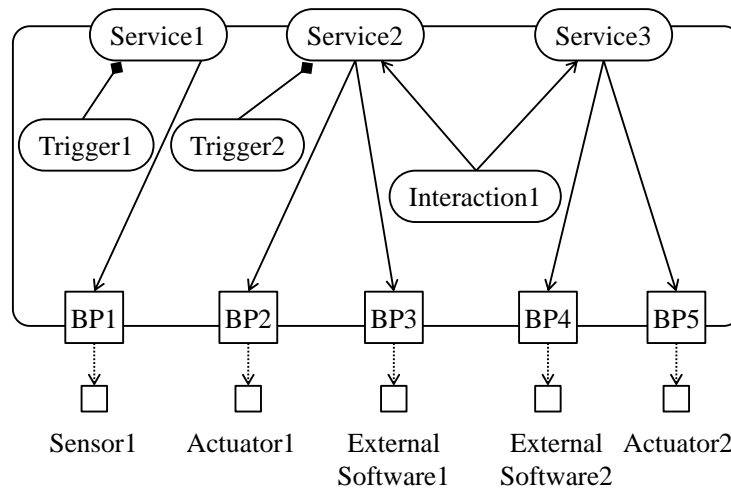 Service1
Service2
Service3
Trigger1
Trigger2
Interaction1
BP1
BP2
BP3
BP4
BP5
Sensor1
Actuator1
External
Software1
External
Software2
Actuator2